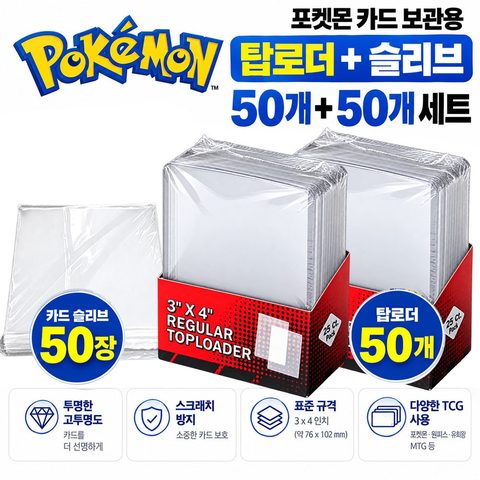 포켓몬 카드 보관용
POKéMON
TM
탑로더 + 슬리브
50개 + 50개 세트
3" X 4"
REGULAR
TOPLOADER
25 Ct.
Pack
카드 슬리브
50장
탑로더
50개
투명한
고투명도
카드를
더 선명하게
스크래치
방지
소중한 카드 보호
표준 규격
3 x 4 인치
(약 76 x 102 mm)
다양한 TCG
사용
포켓몬 · 원피스 · 유희왕
MTG 등